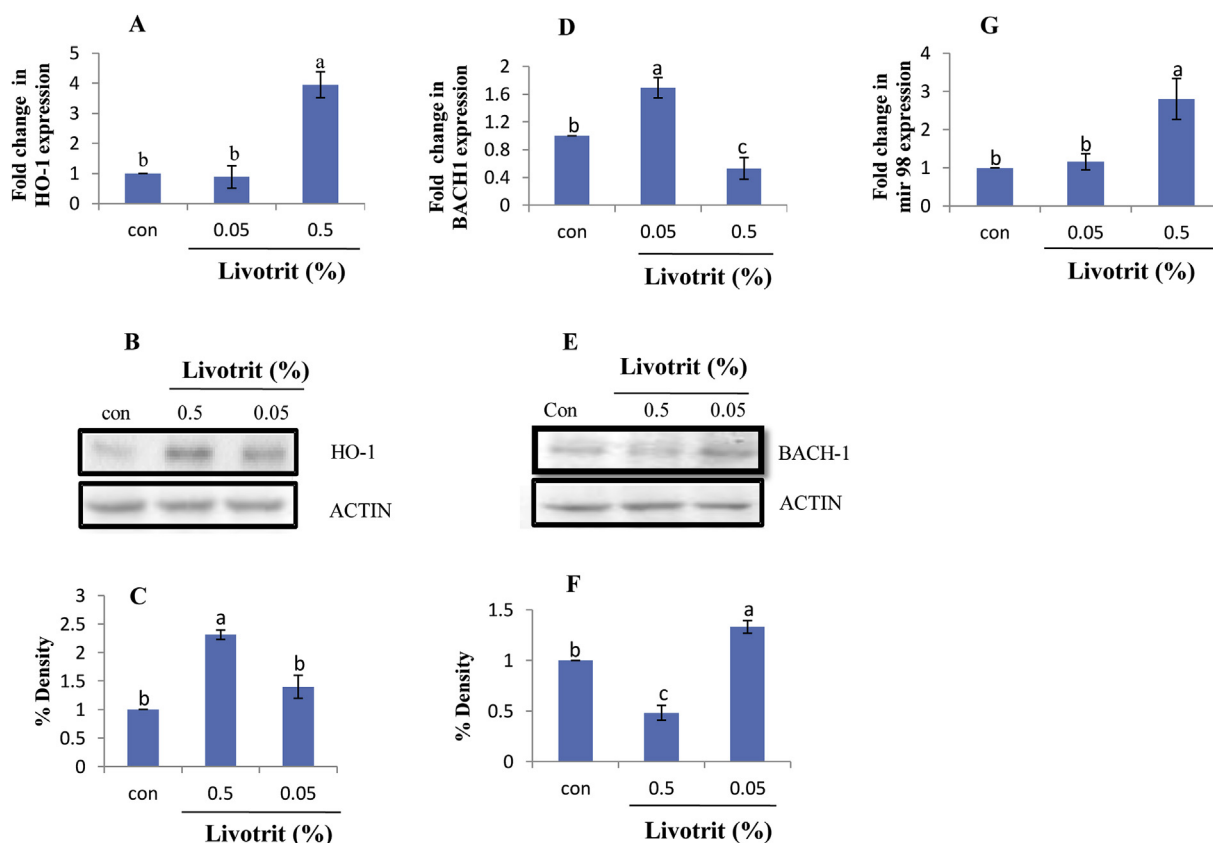 A
Fold change in
HO-1 expression
5
4
3
2
1
0
b
b
a
con
0.05
0.5
Livotrit (%)
D
Fold change in
BACH1 expression
2
1.6
1.2
0.8
0.4
0
b
a
c
con
0.05
0.5
Livotrit (%)
G
Fold change in
mir 98 expression
4
3
2
1
0
b
b
a
con
0.05
0.5
Livotrit (%)
B
Livotrit (%)
con 0.5 0.05
HO-1
ACTIN
E
Livotrit (%)
Con 0.5 0.05
BACH-1
ACTIN
C
% Density
3
2.5
2
1.5
1
0.5
0
b
a
b
con
0.5
0.05
Livotrit (%)
F
% Density
1.5
1
0.5
0
b
c
a
con
0.5
0.05
Livotrit (%)